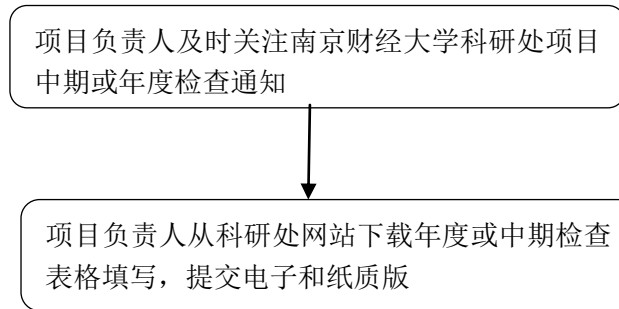 项目负责人及时关注南京财经大学科研处项目
中期或年度检查通知
项目负责人从科研处网站下载年度或中期检查
表格填写，提交电子和纸质版